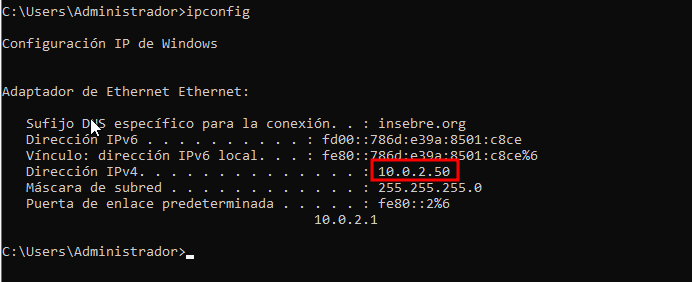 C:\Users\Administrador>ipconfig
Configuración IP de Windows
Adaptador de Ethernet Ethernet:
Sufijo DNS específico para la conexión. . : insebre.org
Dirección IPv6 . . . . . . . . . . : fd00::786d:e39a:8501:c8ce
Vínculo: dirección IPv6 local. . . : fe80::786d:e39a:8501:c8ce%6
Dirección IPv4. . . . . . . . . . . . . . : 10.0.2.50
Máscara de subred . . . . . . . . . . . . : 255.255.255.0
Puerta de enlace predeterminada . . . . . : fe80::2%6
10.0.2.1
C:\Users\Administrador>